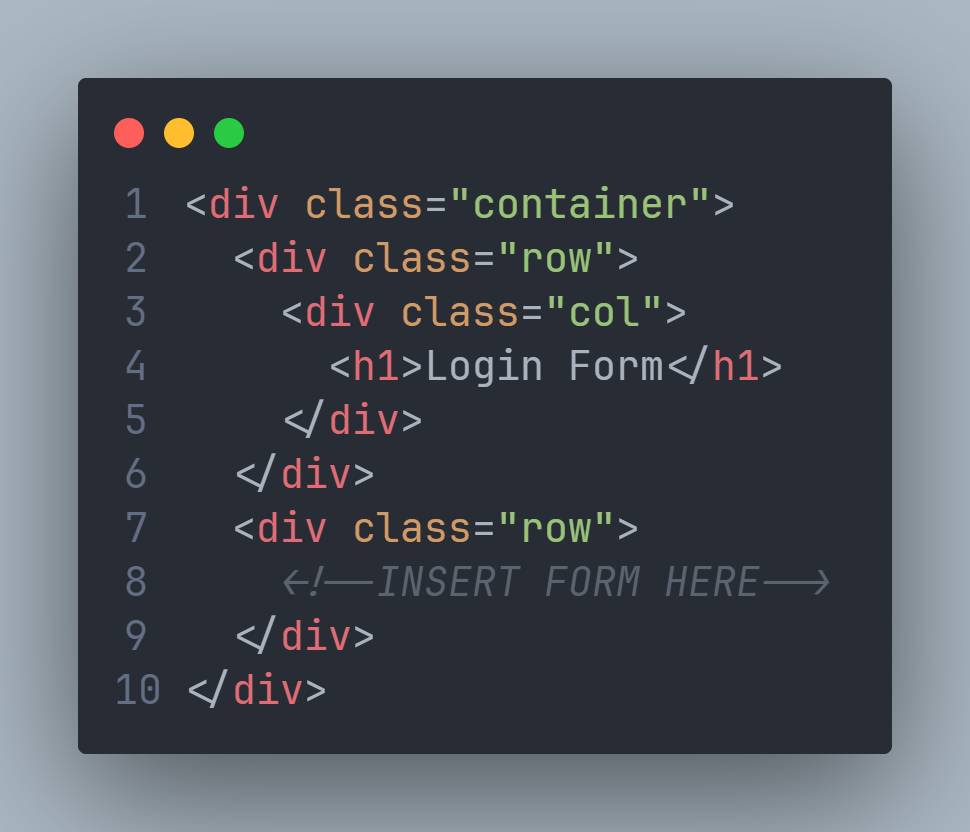 1 <div class="container">
2   <div class="row">
3     <div class="col">
4       <h1>Login Form</h1>
5     </div>
6   </div>
7   <div class="row">
8     <!--INSERT FORM HERE-->
9   </div>
10 </div>